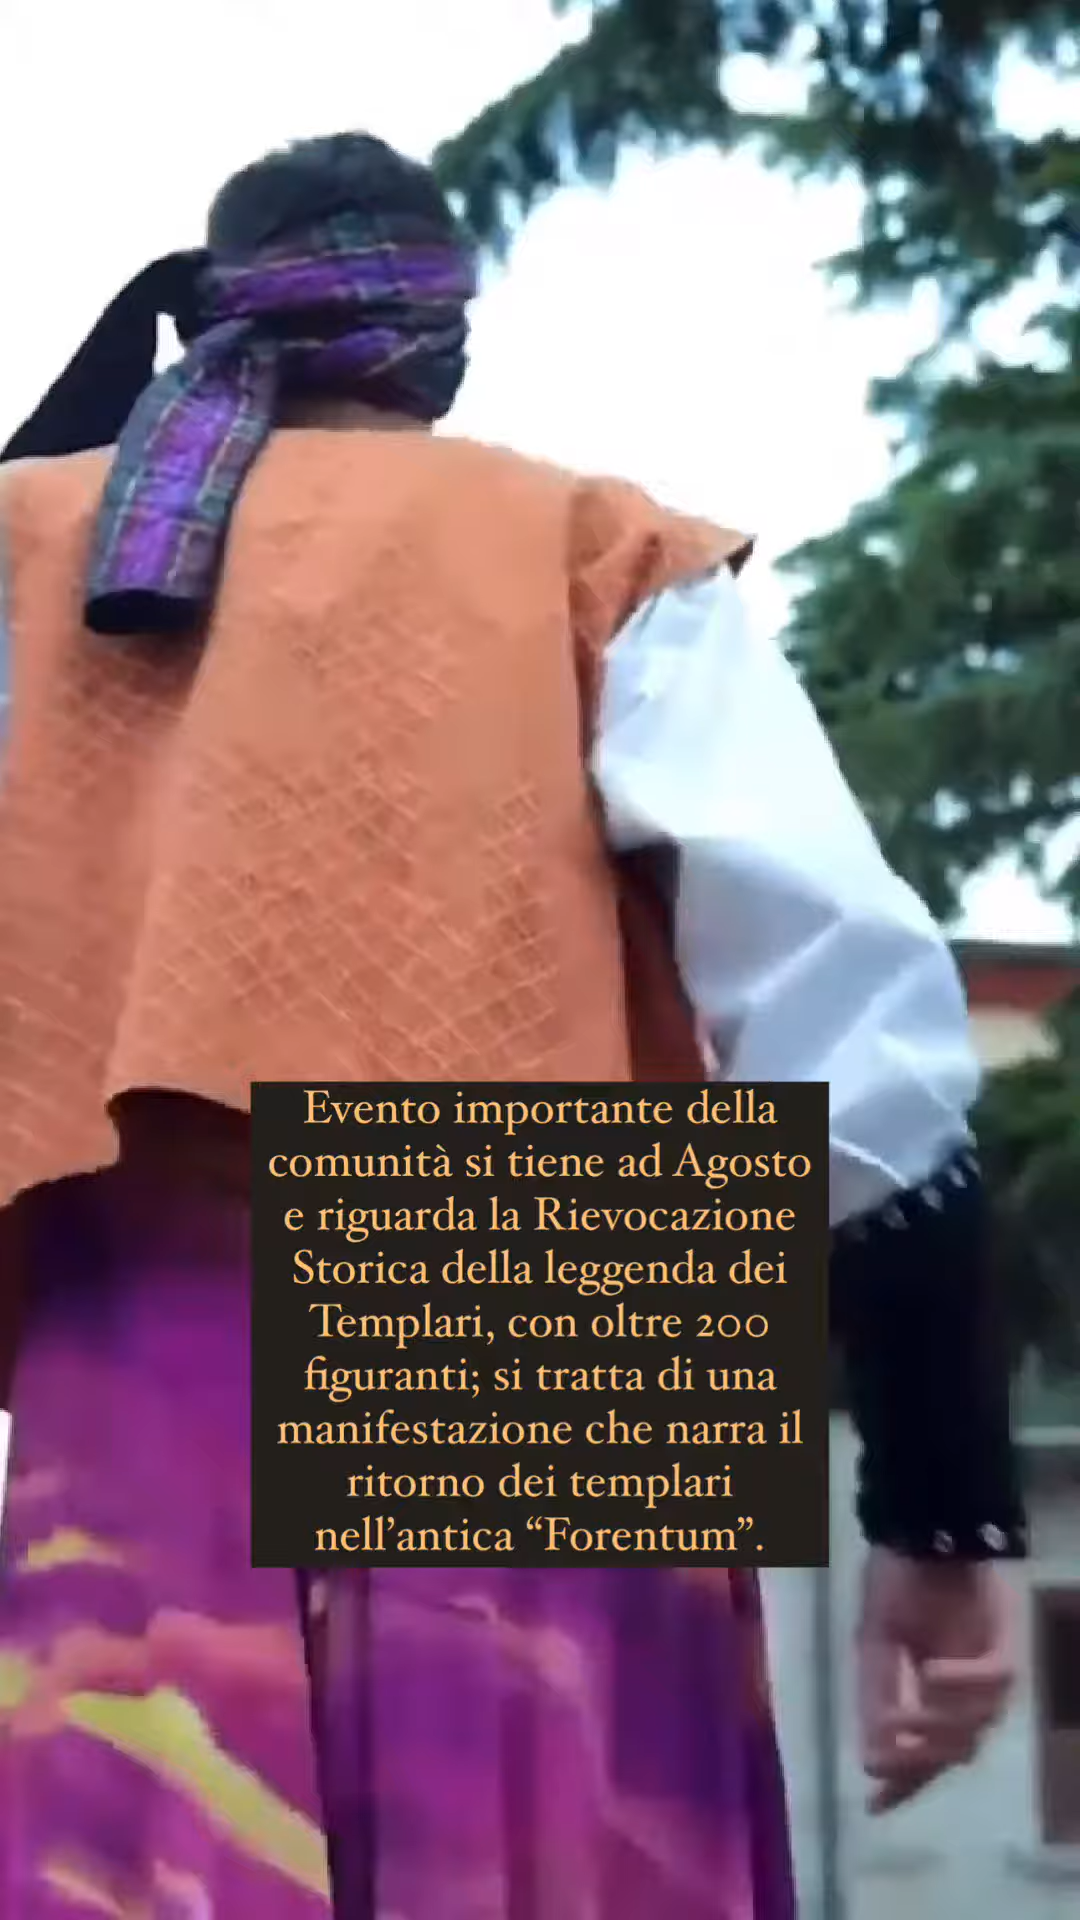 Evento importante della
comunità si tiene ad Agosto
e riguarda la Rievocazione
Storica della leggenda dei
Templari, con oltre 200
figuranti; si tratta di una
manifestazione che narra il
ritorno dei templari
nell’antica “Forentum”.